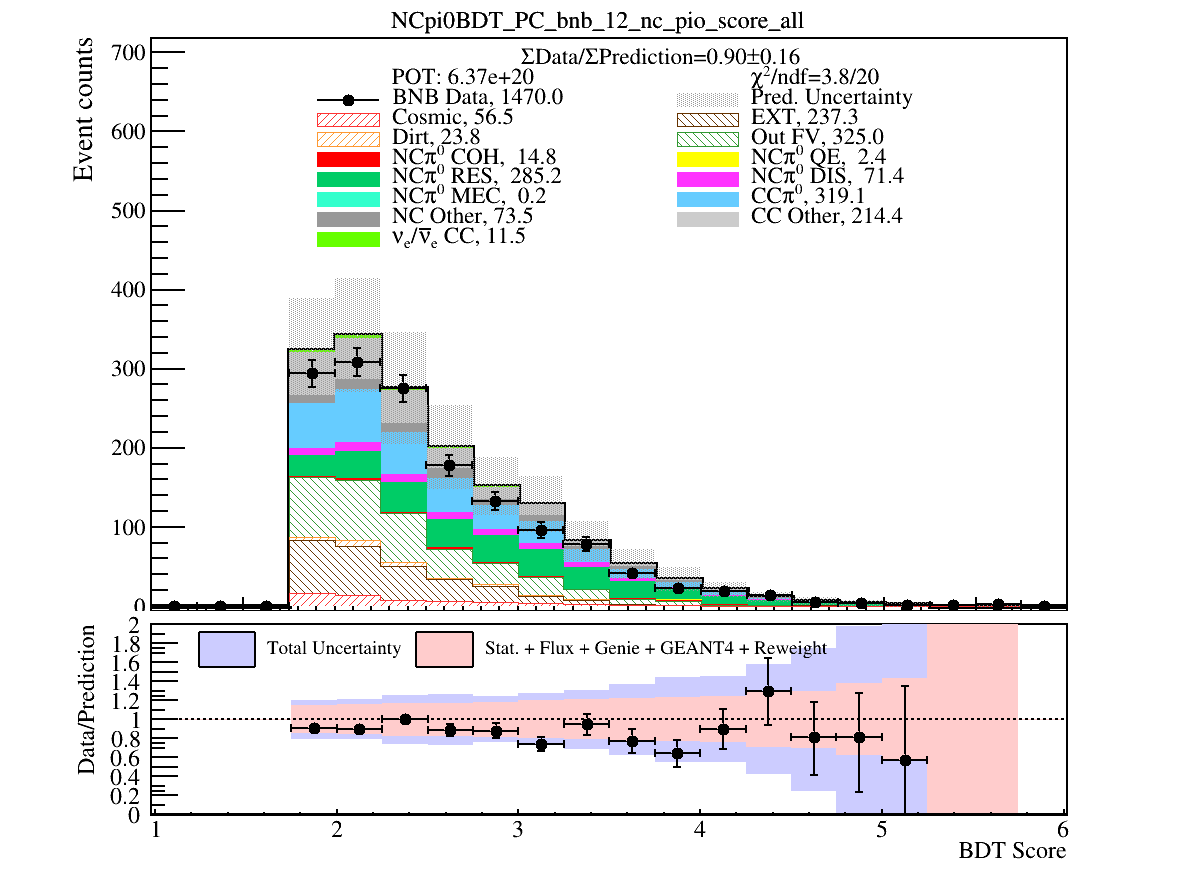 NCpi0BDT_PC_bnb_12_nc_pio_score_all
ΣData/ΣPrediction=0.90±0.16
POT: 6.37e+20
χ²/ndf=3.8/20
BNB Data, 1470.0
Pred. Uncertainty
Cosmic, 56.5
EXT, 237.3
Dirt, 23.8
Out FV, 325.0
NCπ⁰ COH, 14.8
NCπ⁰ QE, 2.4
NCπ⁰ RES, 285.2
NCπ⁰ DIS, 71.4
NCπ⁰ MEC, 0.2
CCπ⁰, 319.1
NC Other, 73.5
CC Other, 214.4
νₑ/ν̅ₑ CC, 11.5
Event counts
700
600
500
400
300
200
100
0
Total Uncertainty
Stat. + Flux + Genie + GEANT4 + Reweight
Data/Prediction
2
1.8
1.6
1.4
1.2
1
0.8
0.6
0.4
0.2
0
1 2 3 4 5 6
BDT Score